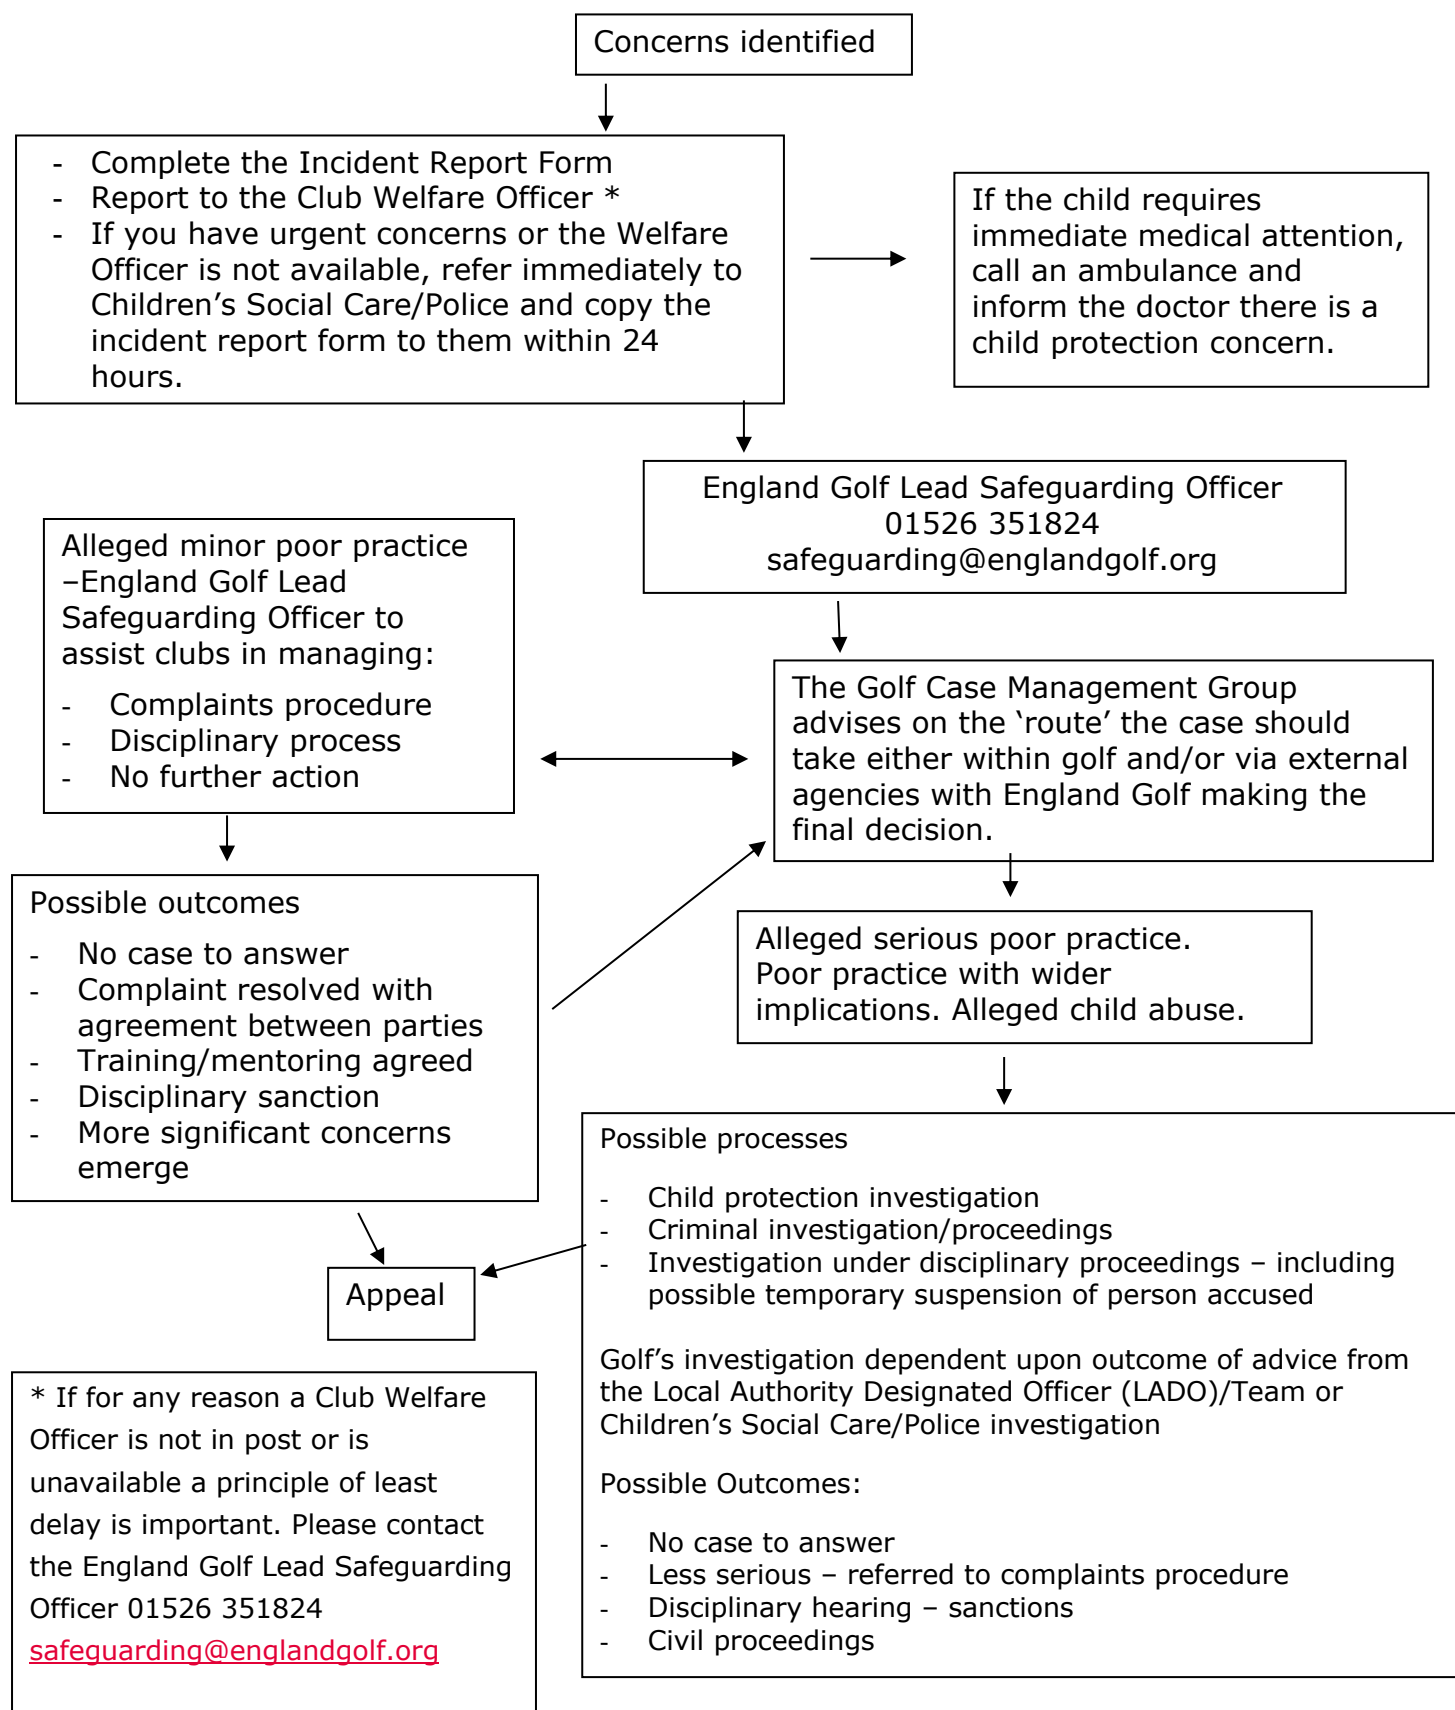 Concerns identified
- Complete the Incident Report Form
- Report to the Club Welfare Officer *
- If you have urgent concerns or the Welfare
Officer is not available, refer immediately to
Children’s Social Care/Police and copy the
incident report form to them within 24
hours.
If the child requires
immediate medical attention,
call an ambulance and
inform the doctor there is a
child protection concern.
England Golf Lead Safeguarding Officer
01526 351824
safeguarding@englandgolf.org
Alleged minor poor practice
–England Golf Lead
Safeguarding Officer to
assist clubs in managing:
- Complaints procedure
- Disciplinary process
- No further action
The Golf Case Management Group
advises on the ‘route’ the case should
take either within golf and/or via external
agencies with England Golf making the
final decision.
Possible outcomes
- No case to answer
- Complaint resolved with
agreement between parties
- Training/mentoring agreed
- Disciplinary sanction
- More significant concerns
emerge
Alleged serious poor practice.
Poor practice with wider
implications. Alleged child abuse.
Possible processes
- Child protection investigation
- Criminal investigation/proceedings
- Investigation under disciplinary proceedings – including
possible temporary suspension of person accused
Golf’s investigation dependent upon outcome of advice from
the Local Authority Designated Officer (LADO)/Team or
Children’s Social Care/Police investigation
Possible Outcomes:
- No case to answer
- Less serious – referred to complaints procedure
- Disciplinary hearing – sanctions
- Civil proceedings
Appeal
* If for any reason a Club Welfare
Officer is not in post or is
unavailable a principle of least
delay is important. Please contact
the England Golf Lead Safeguarding
Officer 01526 351824
safeguarding@englandgolf.org